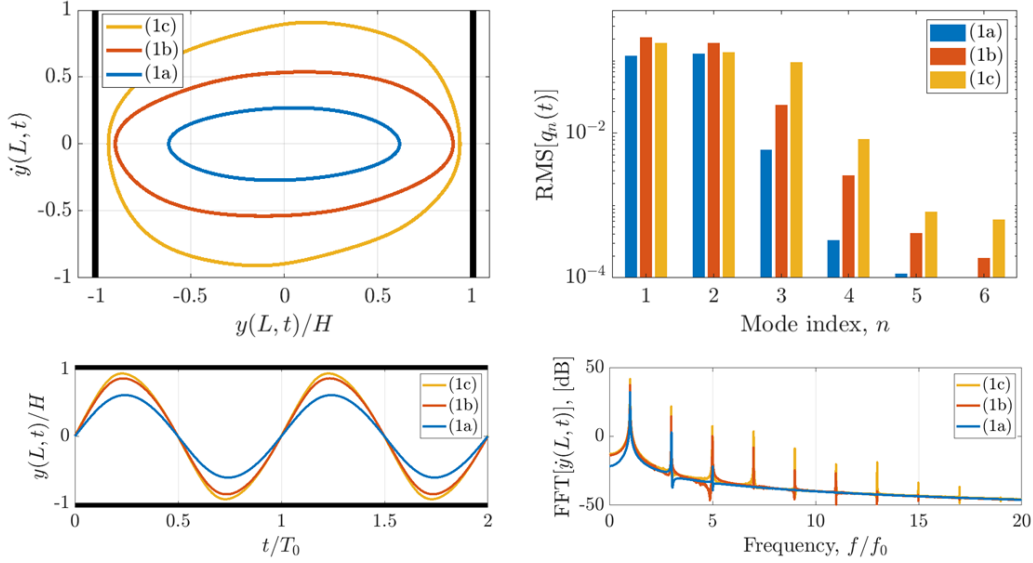 1
0.5
0
-0.5
-1
ẏ(L, t)
(1c)
(1b)
(1a)
-1
-0.5
0
0.5
1
y(L, t)/H
RMS[qₙ(t)]
10⁻²
10⁻⁴
(1a)
(1b)
(1c)
1
2
3
4
5
6
Mode index, n
y(L, t)/H
1
0
-1
(1c)
(1b)
(1a)
0
0.5
1
1.5
2
t/T₀
FFT[ẏ(L, t)], [dB]
50
0
-50
(1c)
(1b)
(1a)
0
5
10
15
20
Frequency, f/f₀